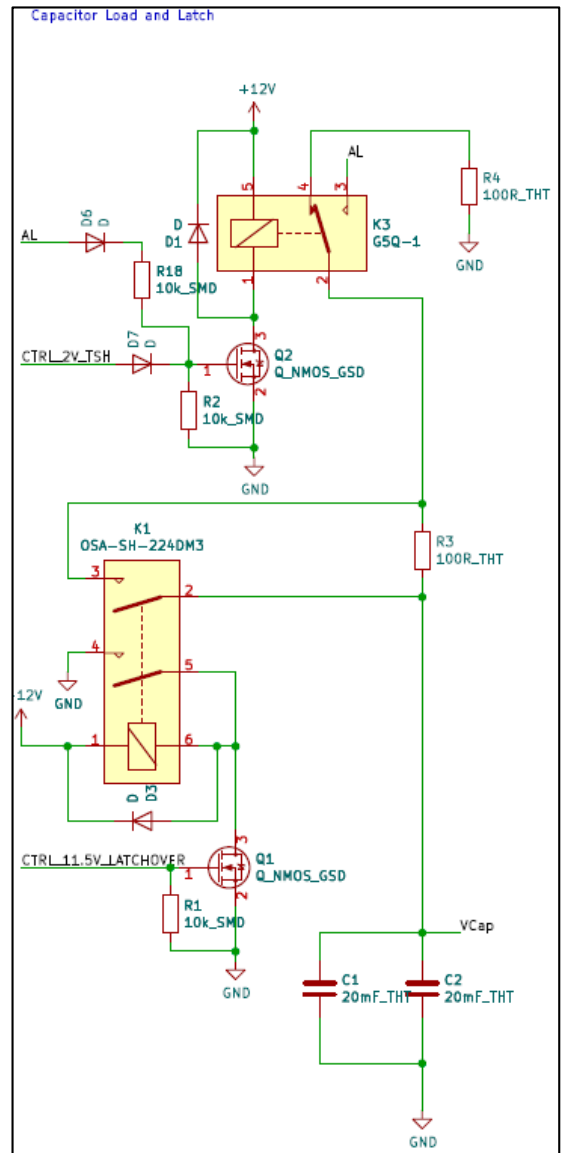 Capacitor Load and Latch
+12V
AL
5
4
3
R4
100R_THT
D
D1
K3
G5Q-1
GND
D6
D
AL
R18
10k_SMD
1
2
D7
D
CTRL_2V_TSH
3
Q2
Q_NMOS_GSD
1
2
R2
10k_SMD
GND
K1
OSA-SH-224DM3
R3
100R_THT
3
2
4
5
GND
12V
1
6
D
D3
CTRL_11.5V_LATCHOVER
3
Q1
Q_NMOS_GSD
1
2
R1
10k_SMD
VCap
GND
C1
20mF_THT
C2
20mF_THT
GND